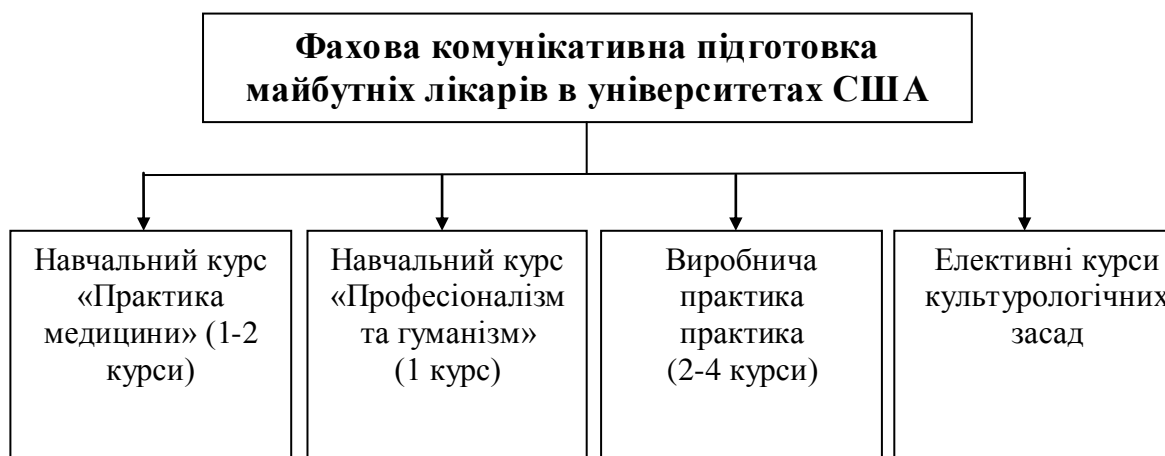 Фахова комунікативна підготовка
майбутніх лікарів в університетах США
Навчальний курс
«Практика
медицини» (1-2
курси)
Навчальний курс
«Професіоналізм
та гуманізм»
(1 курс)
Виробнича
практика
практика
(2-4 курси)
Елективні курси
культурологічних
засад